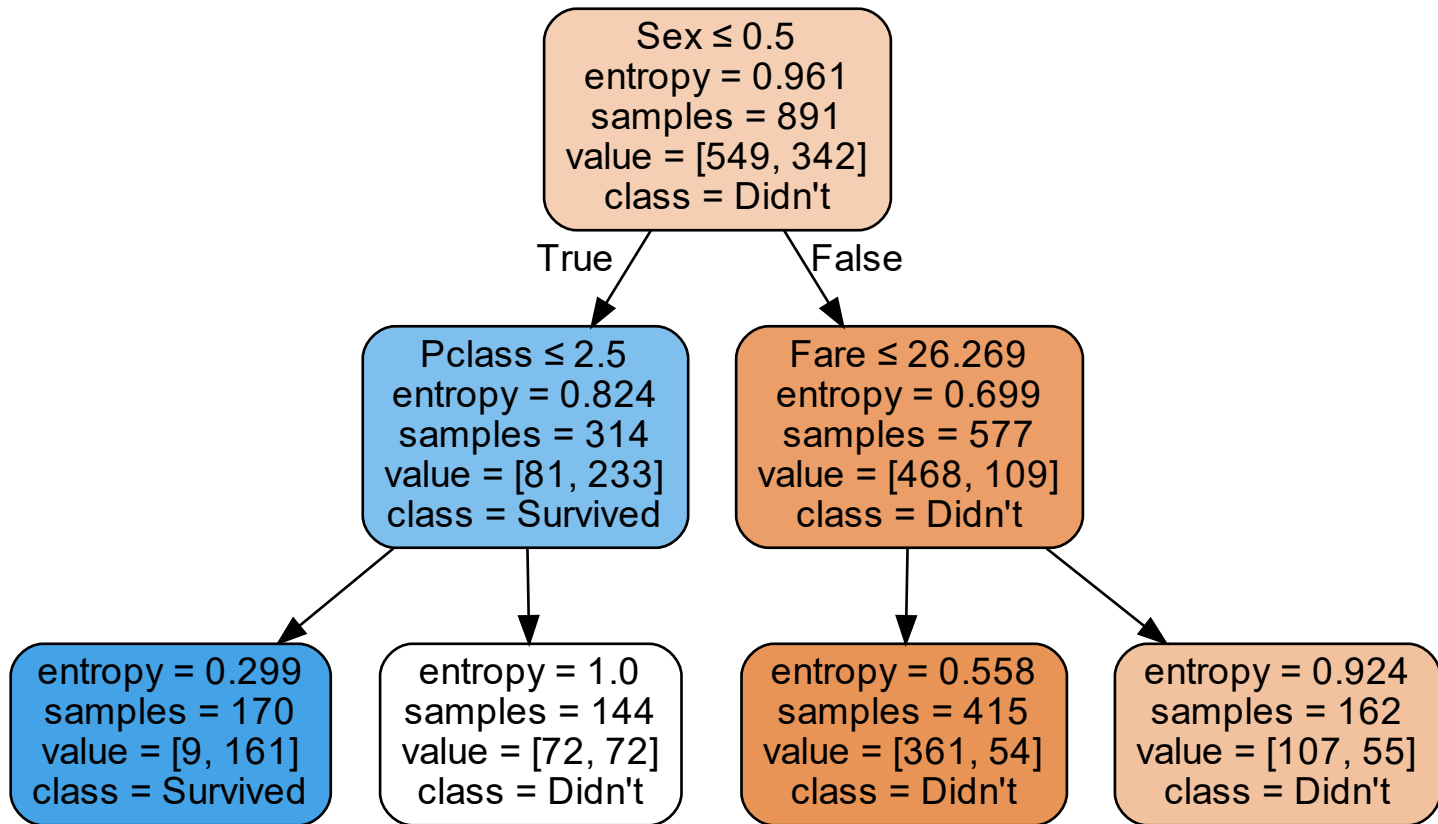 Sex ≤ 0.5
entropy = 0.961
samples = 891
value = [549, 342]
class = Didn't
True
False
Pclass ≤ 2.5
entropy = 0.824
samples = 314
value = [81, 233]
class = Survived
Fare ≤ 26.269
entropy = 0.699
samples = 577
value = [468, 109]
class = Didn't
entropy = 0.299
samples = 170
value = [9, 161]
class = Survived
entropy = 1.0
samples = 144
value = [72, 72]
class = Didn't
entropy = 0.558
samples = 415
value = [361, 54]
class = Didn't
entropy = 0.924
samples = 162
value = [107, 55]
class = Didn't